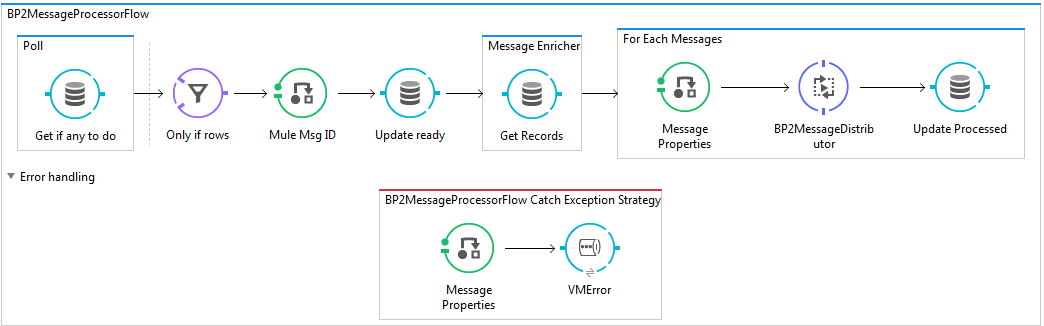 BP2MessageProcessorFlow
Poll
Message Enricher
For Each Messages
Get if any to do
Only if rows
Mule Msg ID
Update ready
Get Records
Message
Properties
BP2MessageDistrib
utor
Update Processed
Error handling
BP2MessageProcessorFlow Catch Exception Strategy
Message
Properties
VMError